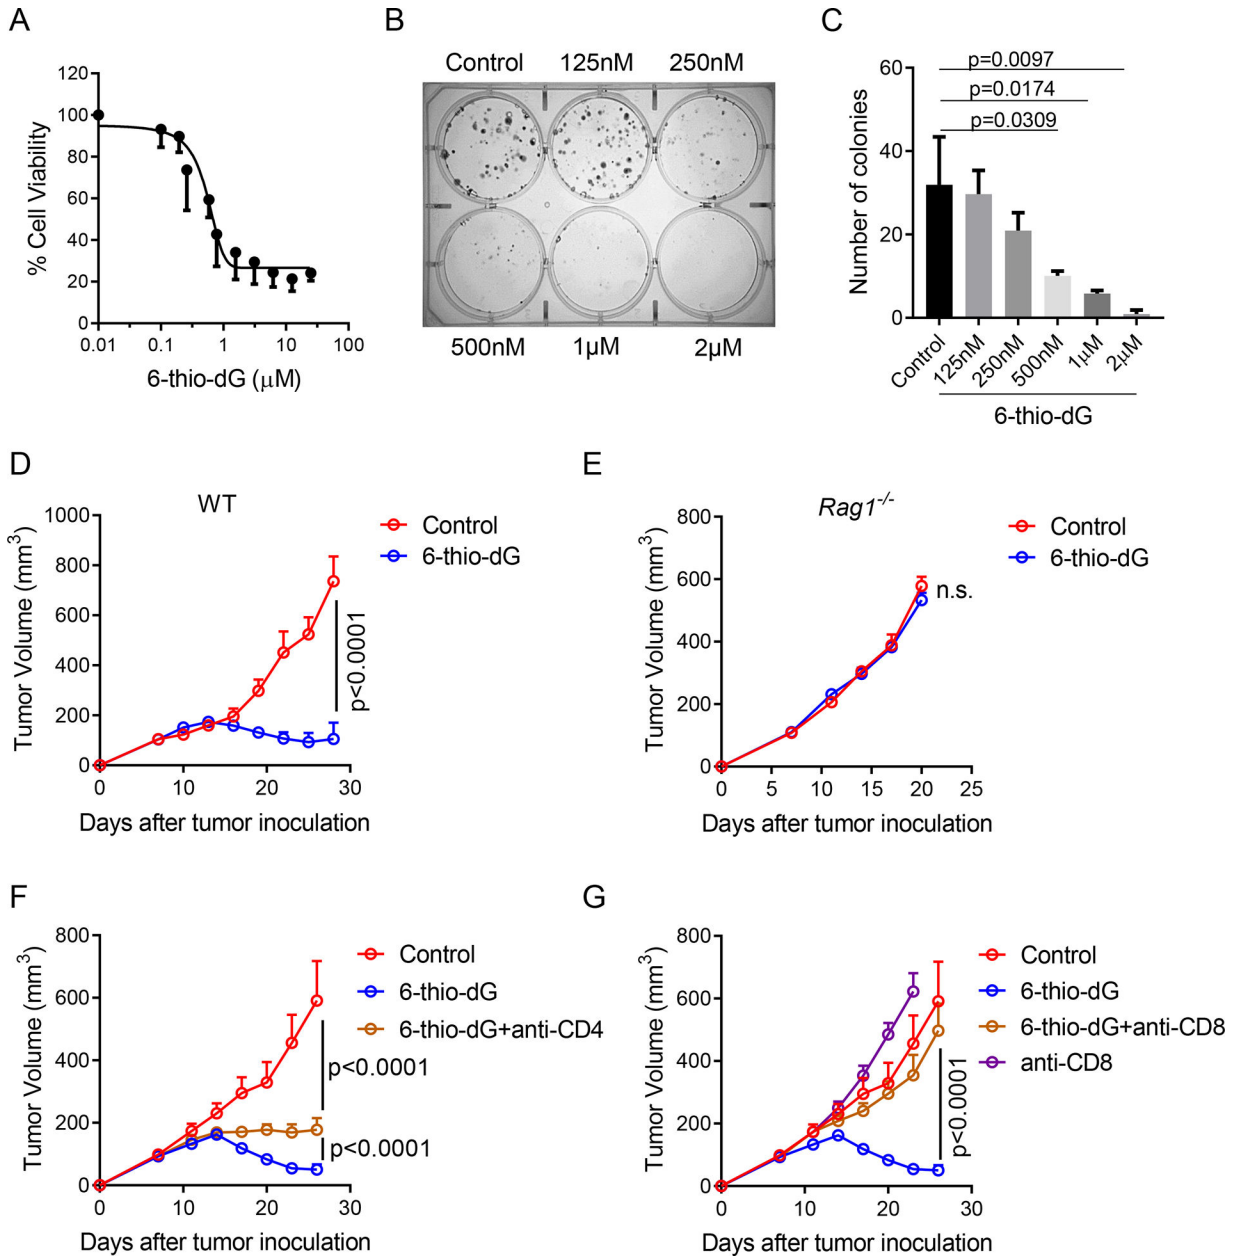 A
120
100
80
60
40
20
0
% Cell Viability
0.01
0.1
1
10
100
6-thio-dG (μM)
B
Control 125nM 250nM
500nM 1μM 2μM
C
60
40
20
0
Number of colonies
p=0.0097
p=0.0174
p=0.0309
Control
125nM
250nM
500nM
1μM
2μM
6-thio-dG
D
WT
1000
800
600
400
200
0
Tumor Volume (mm³)
Control
6-thio-dG
p<0.0001
0 10 20 30
Days after tumor inoculation
E
Rag1⁻/⁻
800
600
400
200
0
Tumor Volume (mm³)
Control
6-thio-dG
n.s.
0 5 10 15 20 25
Days after tumor inoculation
F
800
600
400
200
0
Tumor Volume (mm³)
Control
6-thio-dG
6-thio-dG+anti-CD4
p<0.0001
p<0.0001
0 10 20 30
Days after tumor inoculation
G
800
600
400
200
0
Tumor Volume (mm³)
Control
6-thio-dG
6-thio-dG+anti-CD8
anti-CD8
p<0.0001
0 10 20 30
Days after tumor inoculation